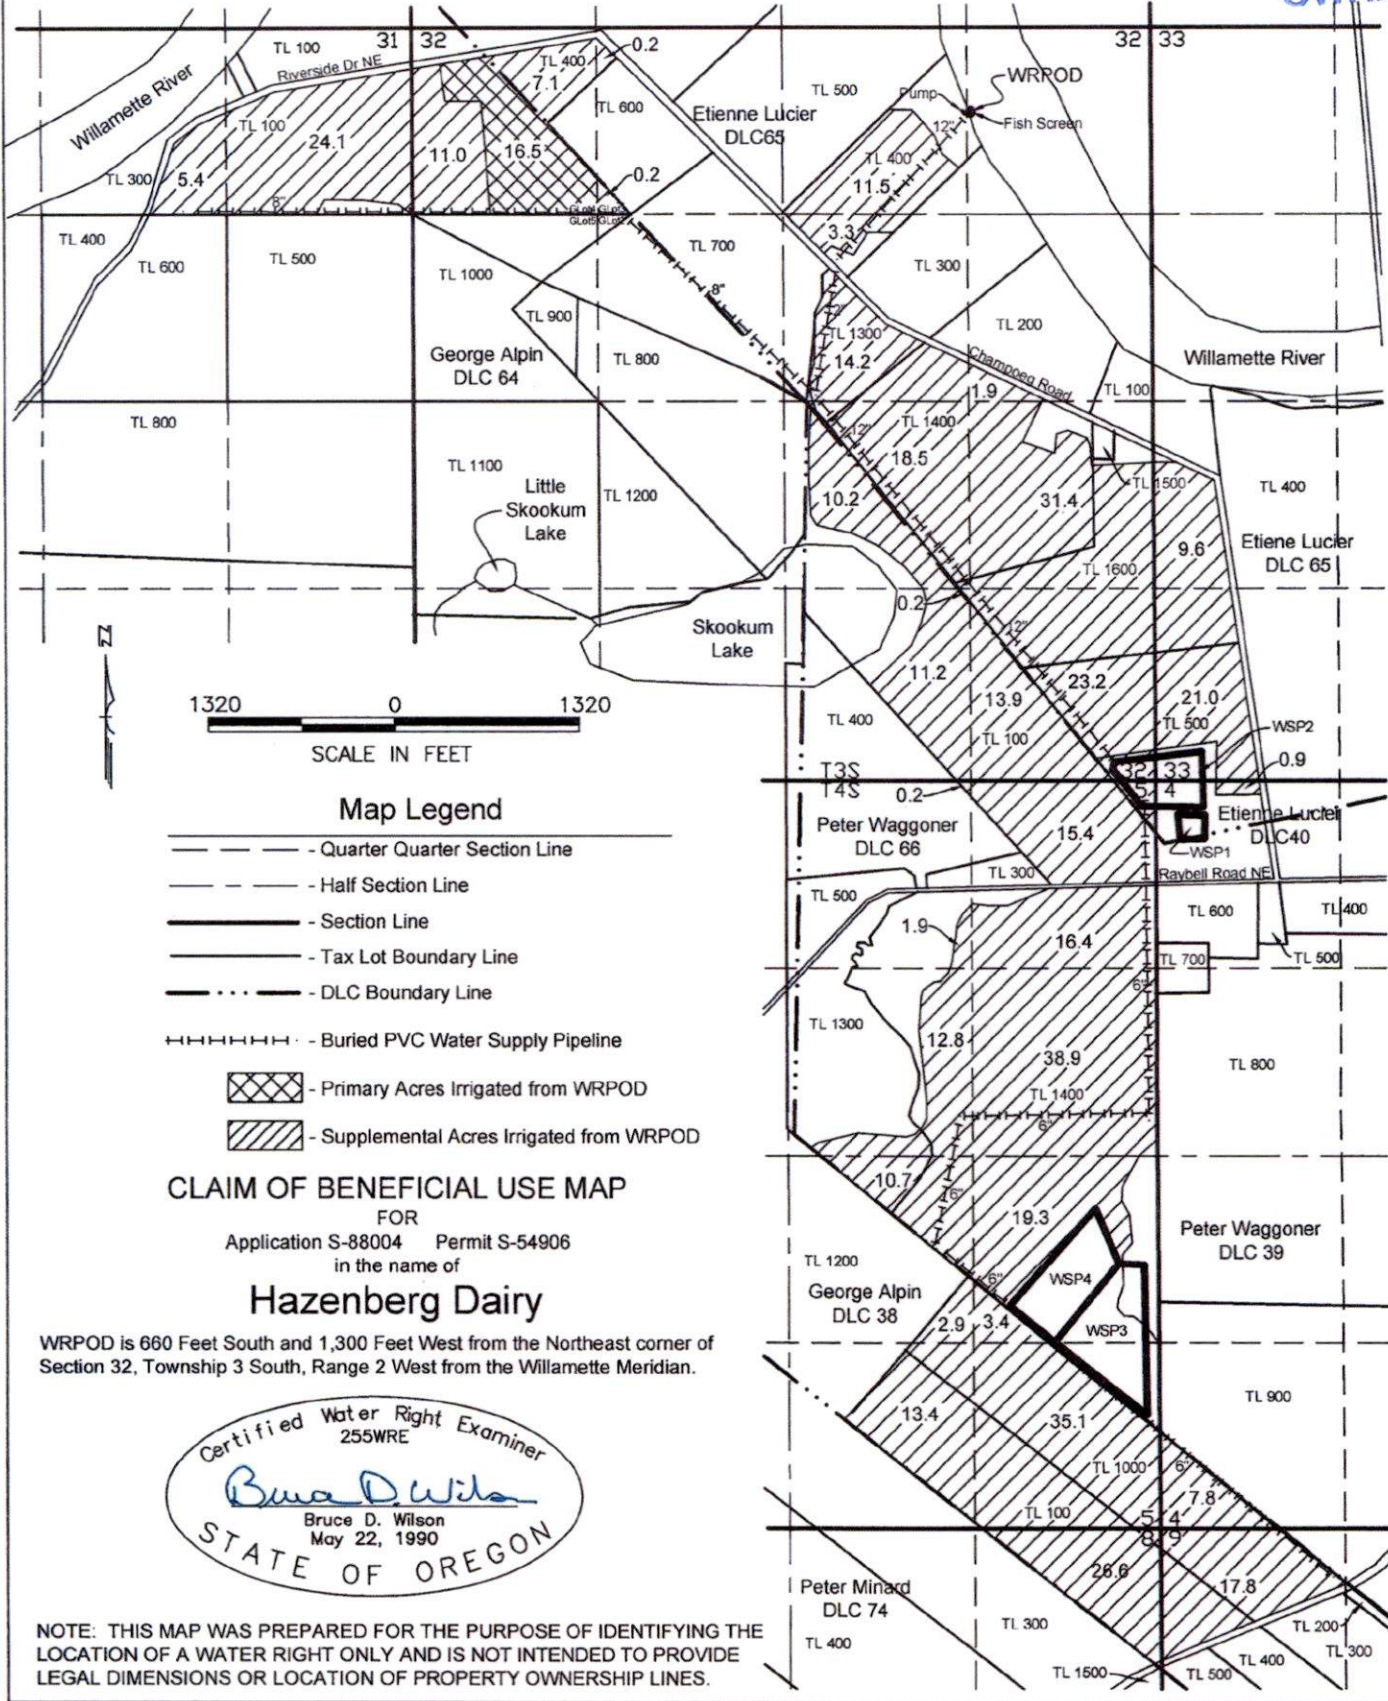 31 32
32 33
TL 100
Riverside Dr NE
Willamette River
TL 100
24.1
TL 300
5.4
8"
11.0
16.5
7.1
TL 400
0.2
TL 600
0.2
Etienne Lucier
DLC65
TL 500
Pump
WRPOD
Fish Screen
12"
TL 400
11.5
3.3
TL 400
TL 600
TL 500
TL 1000
TL 700
8"
TL 300
TL 200
TL 900
TL 800
George Alpin
DLC 64
TL 1300
14.2
Champoeg Road
1.9
TL 100
Willamette River
TL 800
TL 1100
Little
Skookum
Lake
TL 1200
12"
TL 1400
18.5
10.2
31.4
TL 1500
TL 400
9.6
Etiene Lucier
DLC 65
TL 1600
0.2
12"
Skookum
Lake
11.2
13.9
23.2
21.0
TL 500
WSP2
TL 400
TL 100
0.9
T3S
T4S
32 33
5 4
0.2
Peter Waggoner
DLC 66
15.4
Etienne Lucier
DLC40
WSP1
Raybell Road NE
TL 300
TL 500
TL 600
TL 400
1.9
16.4
TL 700
TL 500
6"
TL 1300
12.8
38.9
TL 1400
6"
TL 800
10.7
6"
19.3
WSP4
WSP3
Peter Waggoner
DLC 39
TL 1200
6"
George Alpin
DLC 38
2.9
3.4
TL 900
13.4
35.1
TL 1000
6"
7.8
TL 100
5 4
8 9
26.6
17.8
Peter Minard
DLC 74
TL 400
TL 300
TL 200
TL 300
TL 1500
TL 500
TL 400
1320 0 1320
SCALE IN FEET
Map Legend
- Quarter Quarter Section Line
- Half Section Line
- Section Line
- Tax Lot Boundary Line
- DLC Boundary Line
- Buried PVC Water Supply Pipeline
- Primary Acres Irrigated from WRPOD
- Supplemental Acres Irrigated from WRPOD
CLAIM OF BENEFICIAL USE MAP
FOR
Application S-88004 Permit S-54906
in the name of
Hazenberg Dairy
WRPOD is 660 Feet South and 1,300 Feet West from the Northeast corner of
Section 32, Township 3 South, Range 2 West from the Willamette Meridian.
Certified Water Right Examiner
255WRE
Bruce D. Wilson
Bruce D. Wilson
May 22, 1990
STATE OF OREGON
NOTE: THIS MAP WAS PREPARED FOR THE PURPOSE OF IDENTIFYING THE
LOCATION OF A WATER RIGHT ONLY AND IS NOT INTENDED TO PROVIDE
LEGAL DIMENSIONS OR LOCATION OF PROPERTY OWNERSHIP LINES.